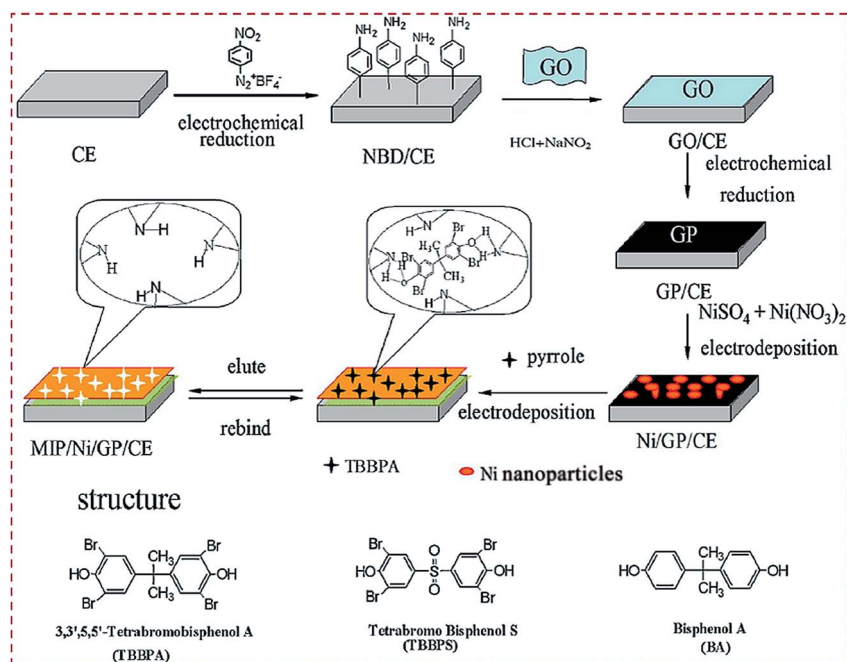 NO₂
N₂⁺BF₄⁻
electrochemical
reduction
CE
NH₂
NH₂
NH₂
NH₂
NBD/CE
GO
HCl+NaNO₂
GO
GO/CE
electrochemical
reduction
GP
GP/CE
NiSO₄ + Ni(NO₃)₂
electrodeposition
Ni/GP/CE
Ni nanoparticles
pyrrole
electrodeposition
N H
H₃C
Br
Br
O
H
N H
N
H
H
O
Br
Br
CH₃
H N
TBBPA
elute
rebind
N H
N
H
N
H
H N
MIP/Ni/GP/CE
structure
Br
HO
Br
CH₃
CH₃
Br
OH
Br
3,3',5,5'-Tetrabromobisphenol A
(TBBPA)
Br
HO
Br
O
S
O
Br
OH
Br
Tetrabromo Bisphenol S
(TBBPS)
HO
CH₃
CH₃
OH
Bisphenol A
(BA)